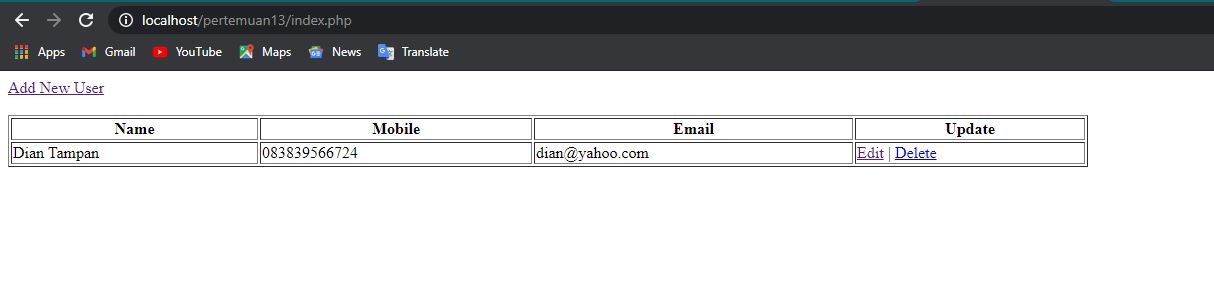 localhost/pertemuan13/index.php
Apps Gmail YouTube Maps News Translate
Add New User
Name Mobile Email Update
Dian Tampan 083839566724 dian@yahoo.com Edit | Delete